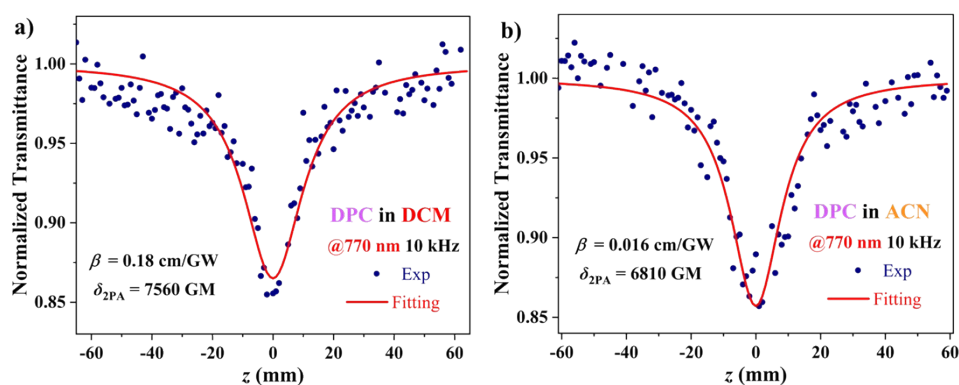 a)
Normalized Transmittance
1.00
0.95
0.90
0.85
DPC in DCM
@770 nm 10 kHz
β = 0.18 cm/GW
δ2PA = 7560 GM
Exp
Fitting
-60 -40 -20 0 20 40 60
z (mm)
b)
Normalized Transmittance
1.00
0.95
0.90
0.85
DPC in ACN
@770 nm 10 kHz
β = 0.016 cm/GW
δ2PA = 6810 GM
Exp
Fitting
-60 -40 -20 0 20 40 60
z (mm)